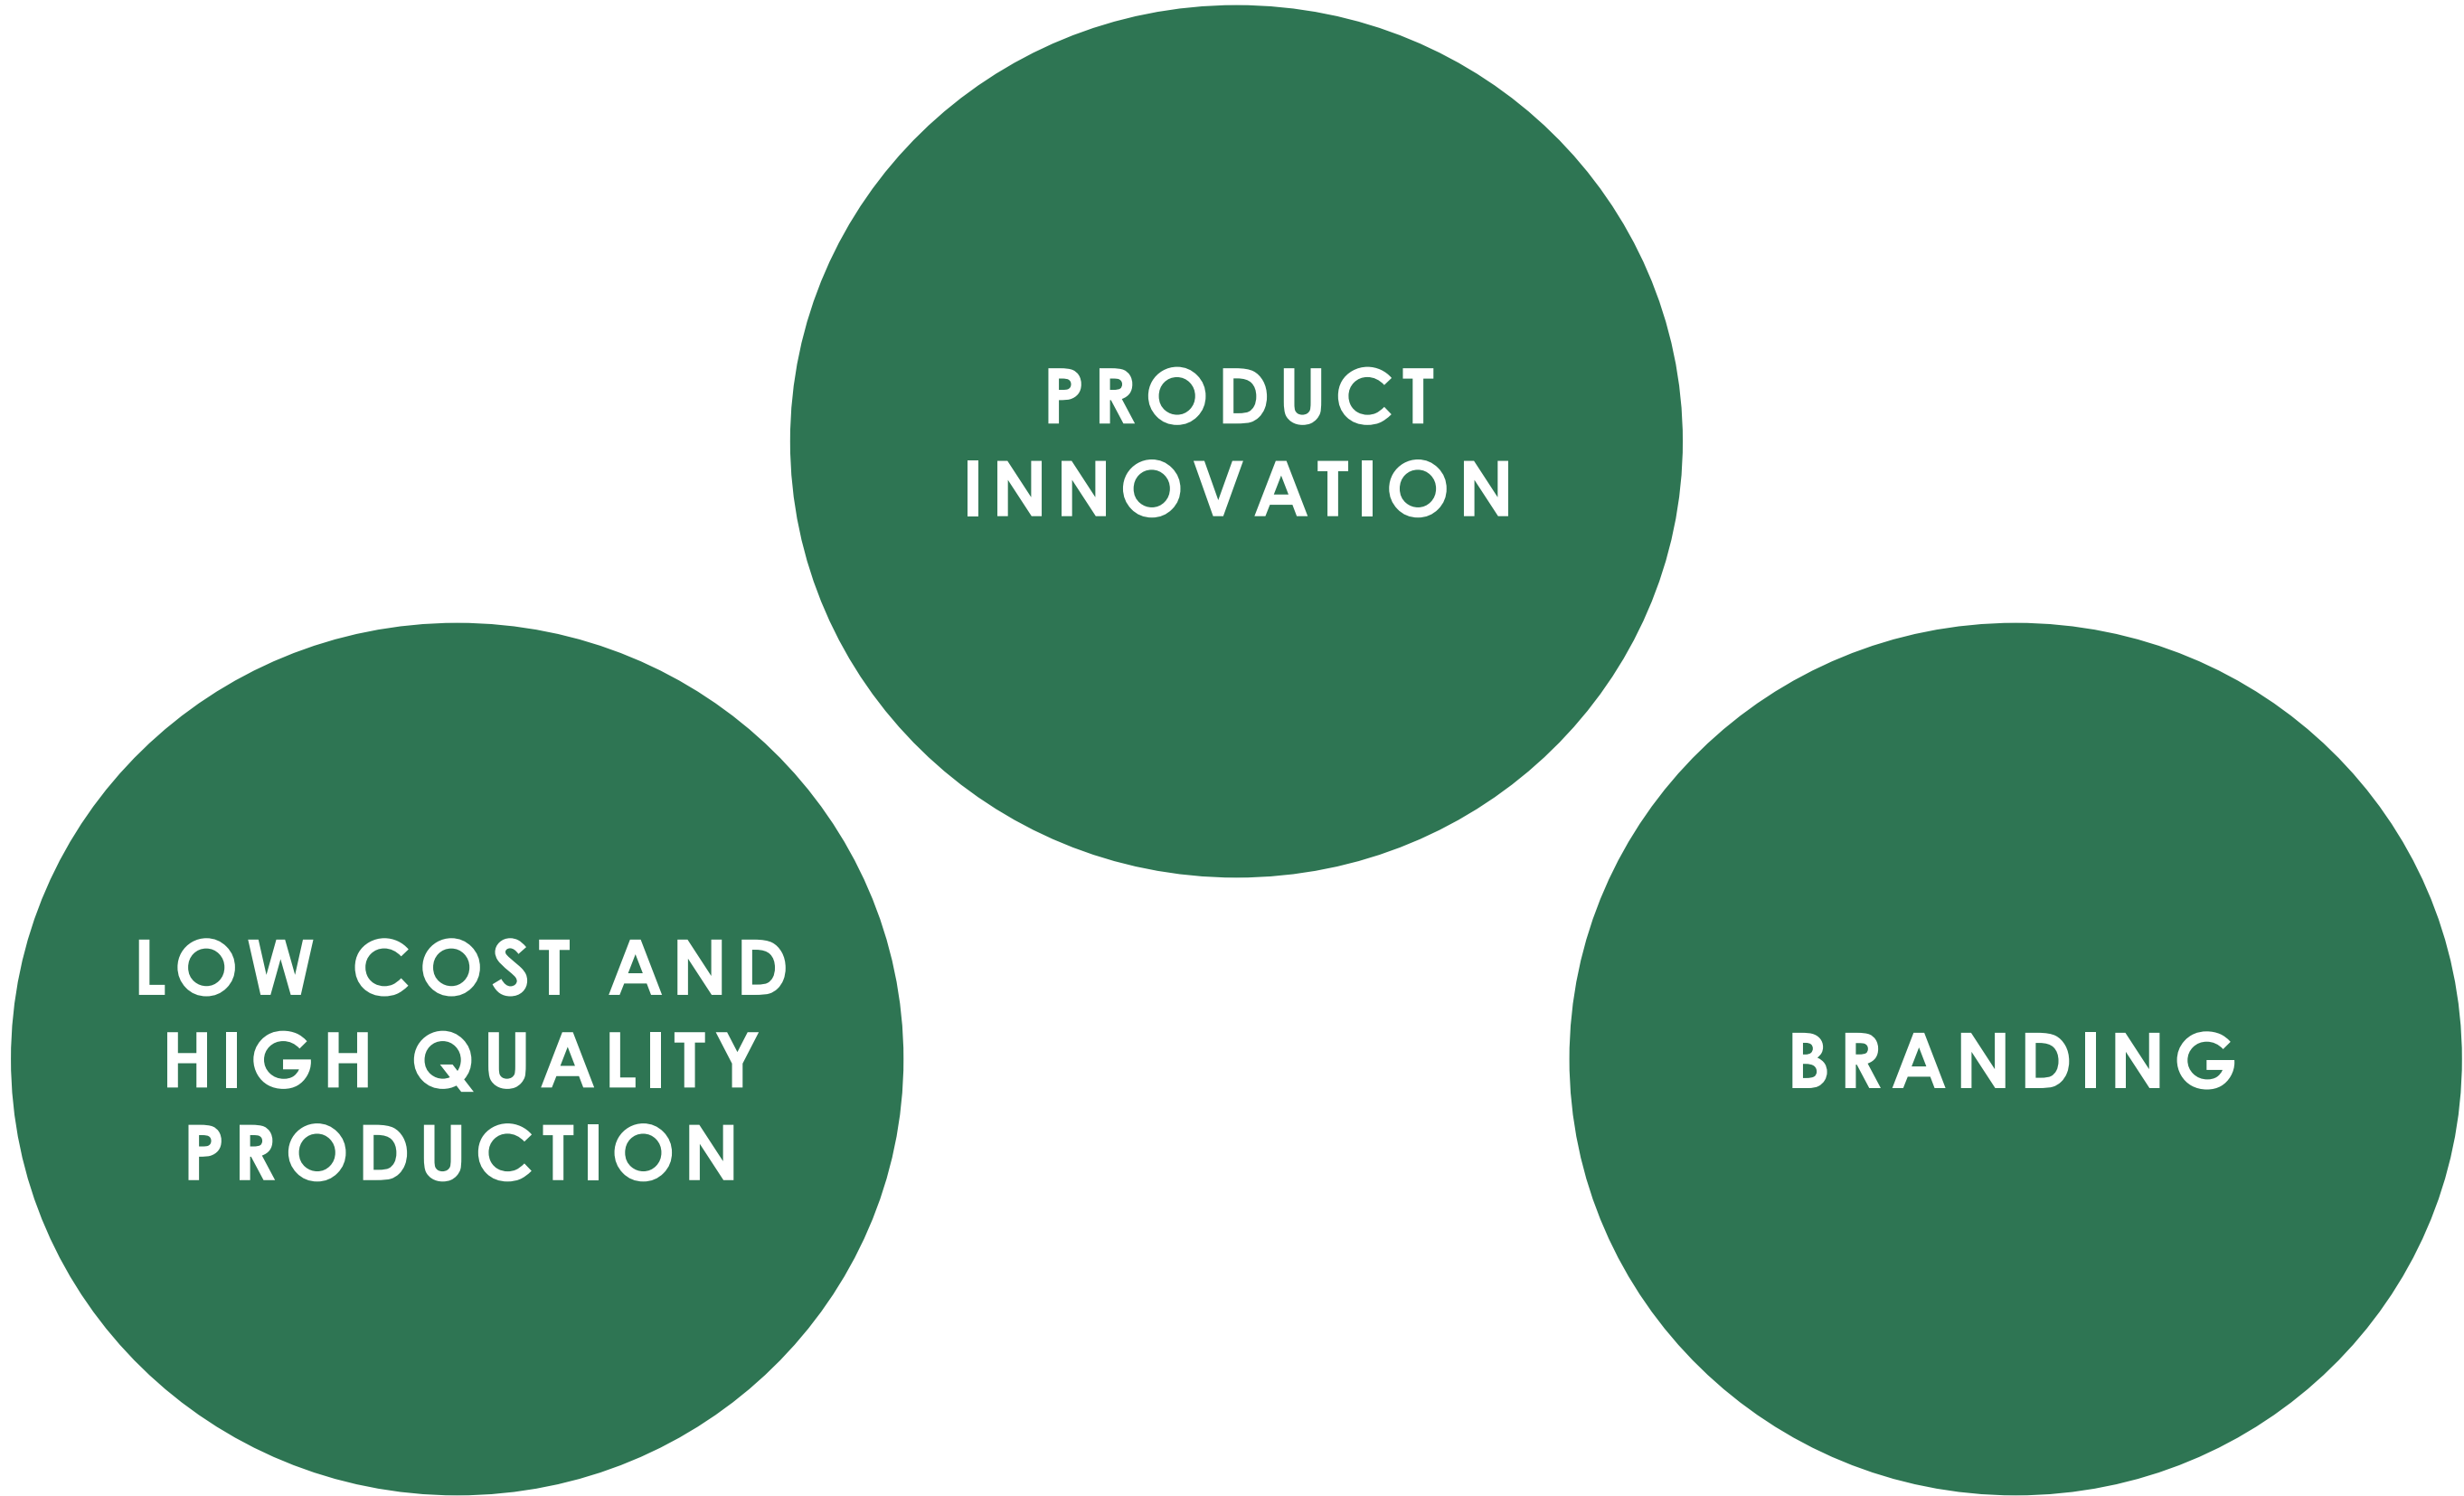 PRODUCT
INNOVATION
LOW COST AND
HIGH QUALITY
PRODUCTION
BRANDING